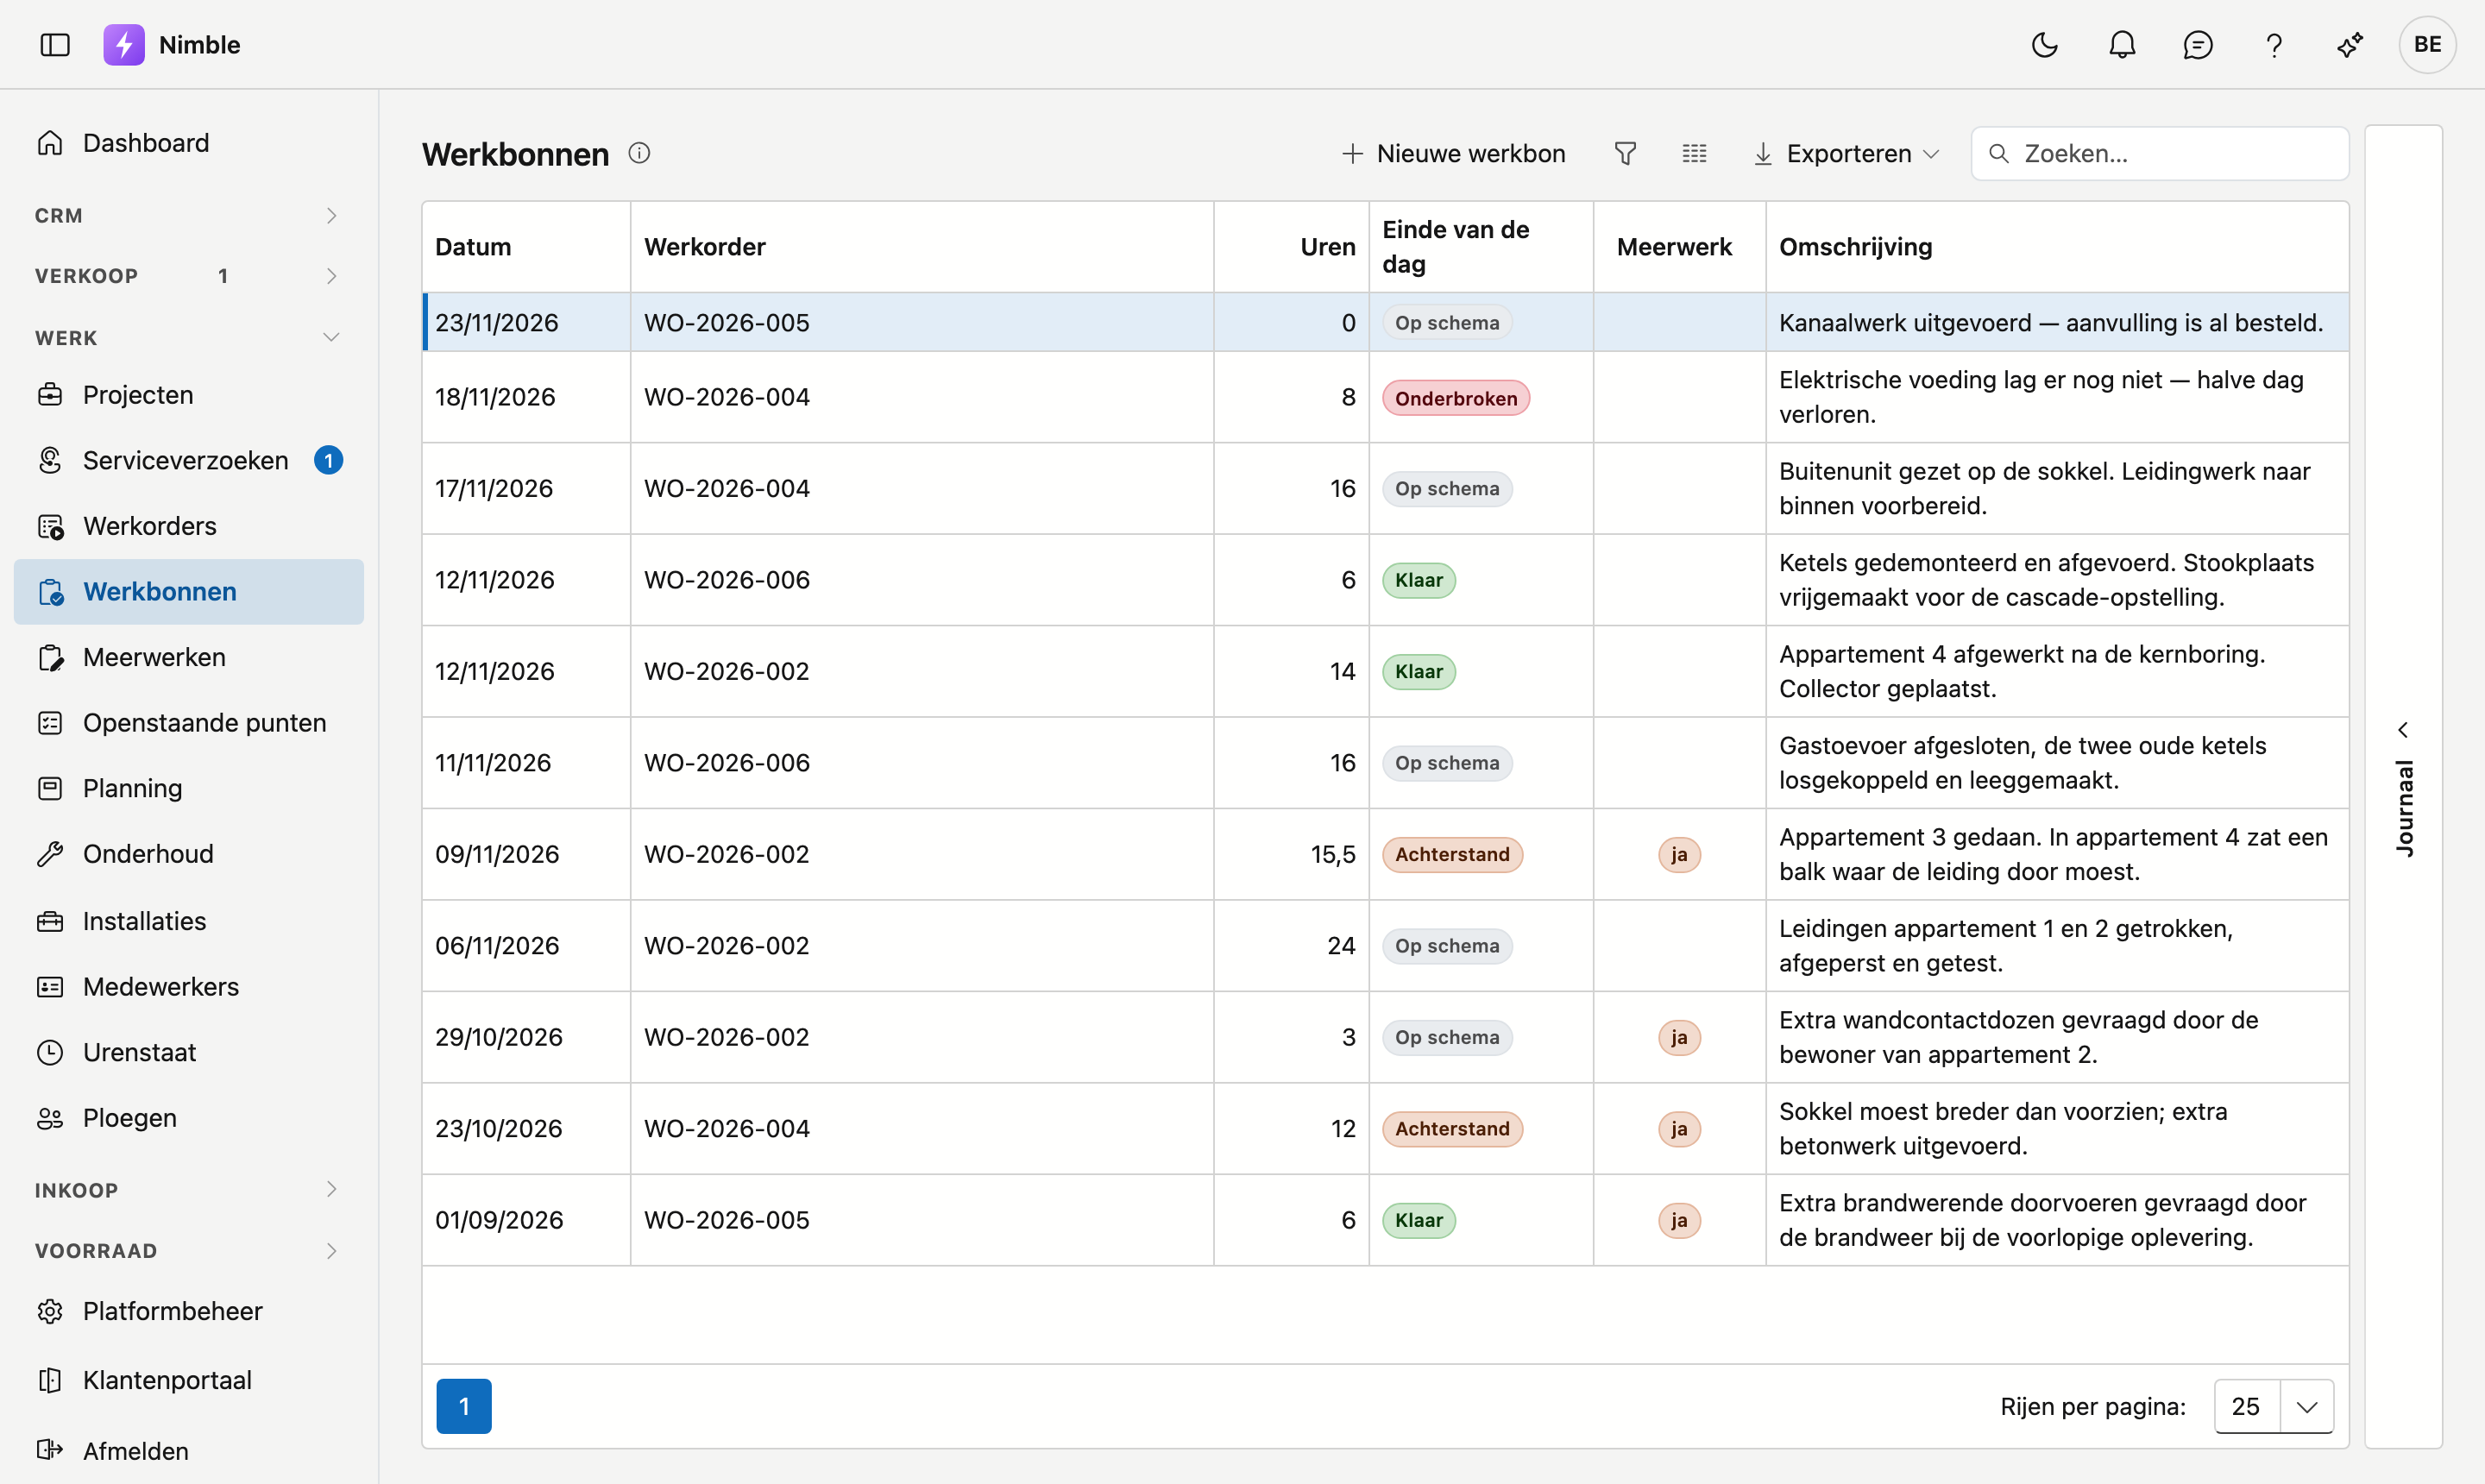 Nimble
BE
Dashboard
CRM
VERKOOP 1
WERK
Projecten
Serviceverzoeken 1
Werkorders
Werkbonnen
Meerwerken
Openstaande punten
Planning
Onderhoud
Installaties
Medewerkers
Urenstaat
Ploegen
INKOOP
VOORRAAD
Platformbeheer
Klantenportaal
Afmelden
Werkbonnen
Nieuwe werkbon
Exporteren
Zoeken...
Datum Werkorder Uren Einde van de dag Meerwerk Omschrijving
23/11/2026 WO-2026-005 0 Op schema Kanaalwerk uitgevoerd — aanvulling is al besteld.
18/11/2026 WO-2026-004 8 Onderbroken Elektrische voeding lag er nog niet — halve dag
verloren.
17/11/2026 WO-2026-004 16 Op schema Buitenunit gezet op de sokkel. Leidingwerk naar
binnen voorbereid.
12/11/2026 WO-2026-006 6 Klaar Ketels gedemonteerd en afgevoerd. Stookplaats
vrijgemaakt voor de cascade-opstelling.
12/11/2026 WO-2026-002 14 Klaar Appartement 4 afgewerkt na de kernboring.
Collector geplaatst.
11/11/2026 WO-2026-006 16 Op schema Gastoevoer afgesloten, de twee oude ketels
losgekoppeld en leeggemaakt.
09/11/2026 WO-2026-002 15,5 Achterstand ja Appartement 3 gedaan. In appartement 4 zat een
balk waar de leiding door moest.
06/11/2026 WO-2026-002 24 Op schema Leidingen appartement 1 en 2 getrokken,
afgeperst en getest.
29/10/2026 WO-2026-002 3 Op schema ja Extra wandcontactdozen gevraagd door de
bewoner van appartement 2.
23/10/2026 WO-2026-004 12 Achterstand ja Sokkel moest breder dan voorzien; extra
betonwerk uitgevoerd.
01/09/2026 WO-2026-005 6 Klaar ja Extra brandwerende doorvoeren gevraagd door
de brandweer bij de voorlopige oplevering.
1
Rijen per pagina: 25
Journaal